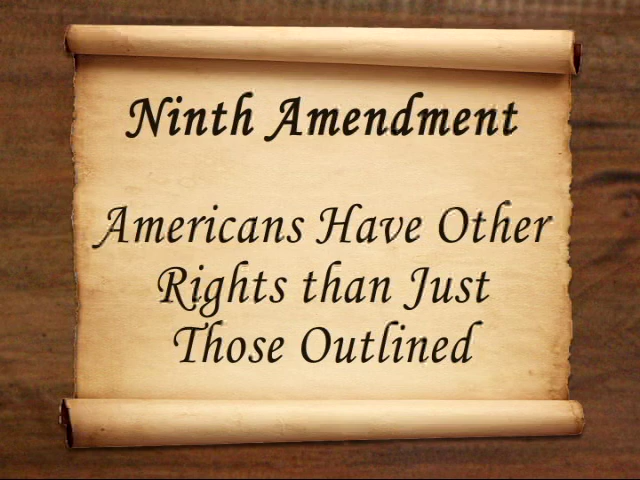 Ninth Amendment
Americans Have Other
Rights than Just
Those Outlined